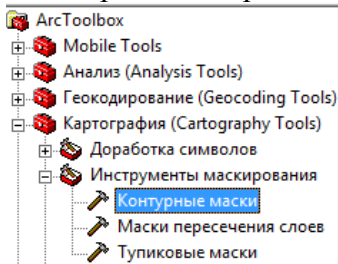 ArcToolbox
Mobile Tools
Анализ (Analysis Tools)
Геокодирование (Geocoding Tools)
Картография (Cartography Tools)
Доработка символов
Инструменты маскирования
Контурные маски
Маски пересечения слоев
Тупиковые маски